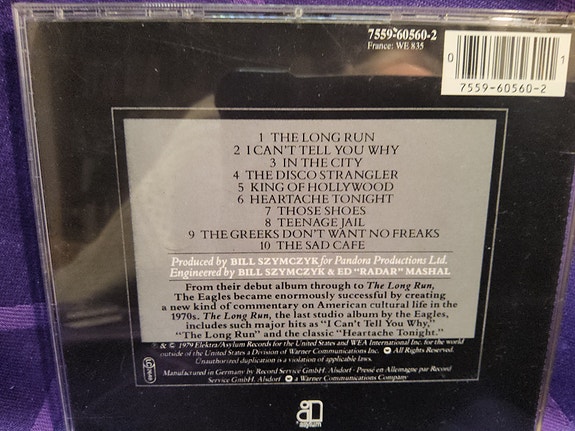 7559-60560-2
France: WE 835
0
1
7559-60560-2
1 THE LONG RUN
2 I CAN'T TELL YOU WHY
3 IN THE CITY
4 THE DISCO STRANGLER
5 KING OF HOLLYWOOD
6 HEARTACHE TONIGHT
7 THOSE SHOES
8 TEENAGE JAIL
9 THE GREEKS DON'T WANT NO FREAKS
10 THE SAD CAFE
Produced by BILL SZYMCZYK for Pandora Productions Ltd.
Engineered by BILL SZYMCZYK & ED "RADAR" MASHAL
From their debut album through to The Long Run,
The Eagles became enormously successful by creating
a new kind of commentary on American cultural life in the
1970s. The Long Run, the last studio album by the Eagles,
includes such major hits as "I Can't Tell You Why,"
"The Long Run" and the classic "Heartache Tonight."
& © 1979 Elektra/Asylum Records for the United States and WEA International Inc. for the world
outside of the United States a Division of Warner Communications Inc. All Rights Reserved.
Unauthorized duplication is a violation of applicable laws.
Manufactured in Germany by Record Service GmbH. Alsdorf - Pressé en Allemagne par Record
Service GmbH. Alsdorf a Warner Communications Company
asylum